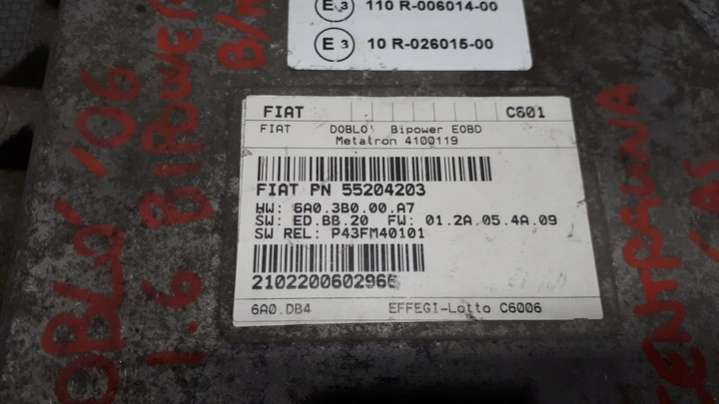 E3 110 R-006014-00
E3 10 R-026015-00
FIAT C601
FIAT DOBLO' Bipower EOBD
Metatron 4100119
FIAT PN 55204203
HW: 6A0.3B0.00.A7
SW: ED.BB.20 FW: 01.2A.05.4A.09
SW REL: P43FM40101
2102200602966
6A0.DB4 EFFEGI-Lotto C6006
DOBLO' '06
1.6 BIPOWER
CENTRALINA
GAS